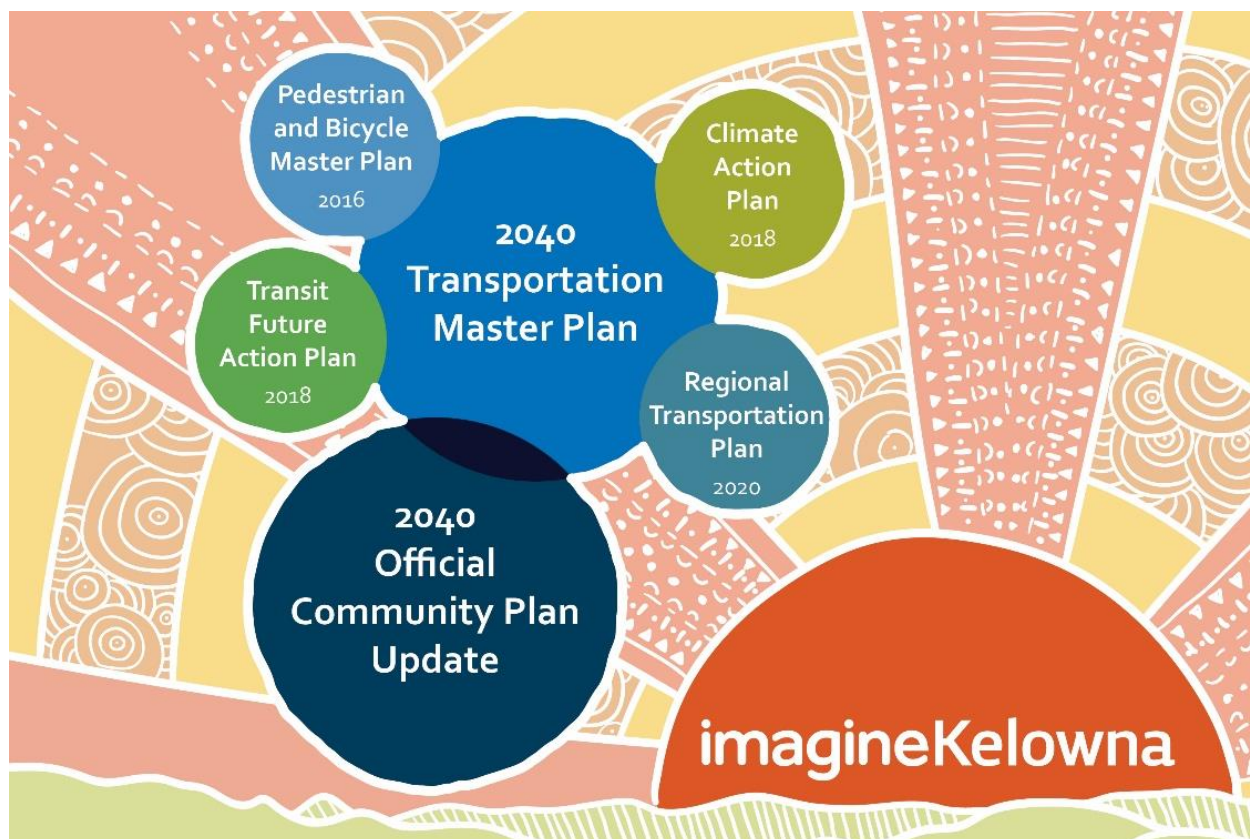 Pedestrian
and Bicycle
Master Plan
2016
Climate
Action
Plan
2018
2040
Transportation
Master Plan
Transit
Future
Action Plan
2018
Regional
Transportation
Plan
2020
2040
Official
Community Plan
Update
imagineKelowna